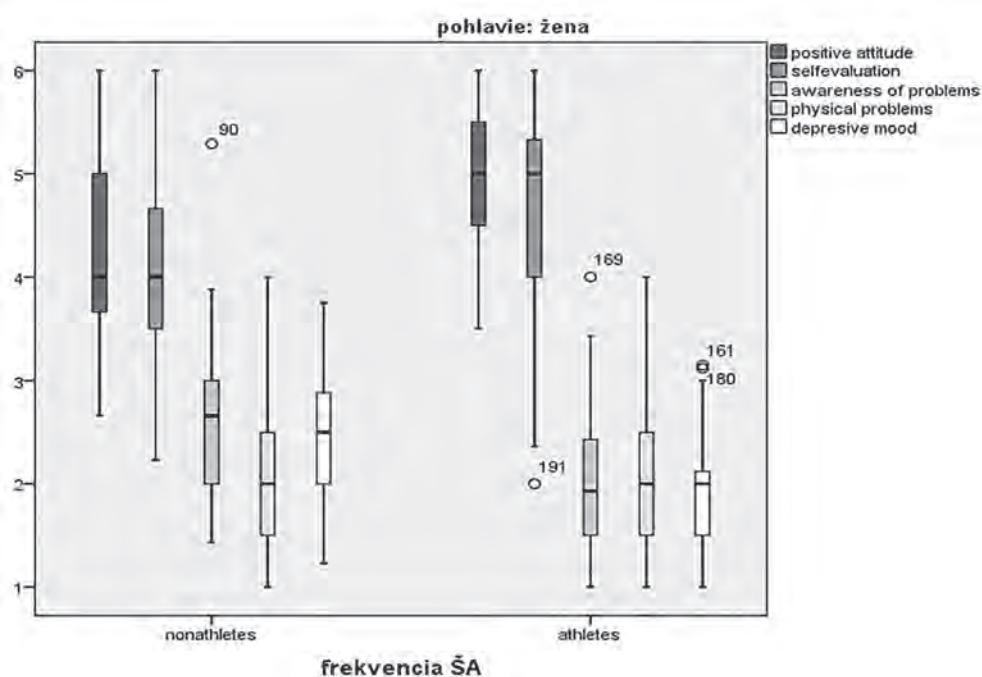 pohlavie: žena
positive attitude
selfevaluation
awareness of problems
physical problems
depresive mood
6
5
4
3
2
1
90
169
161
180
191
nonathletes
athletes
frekvencia ŠA